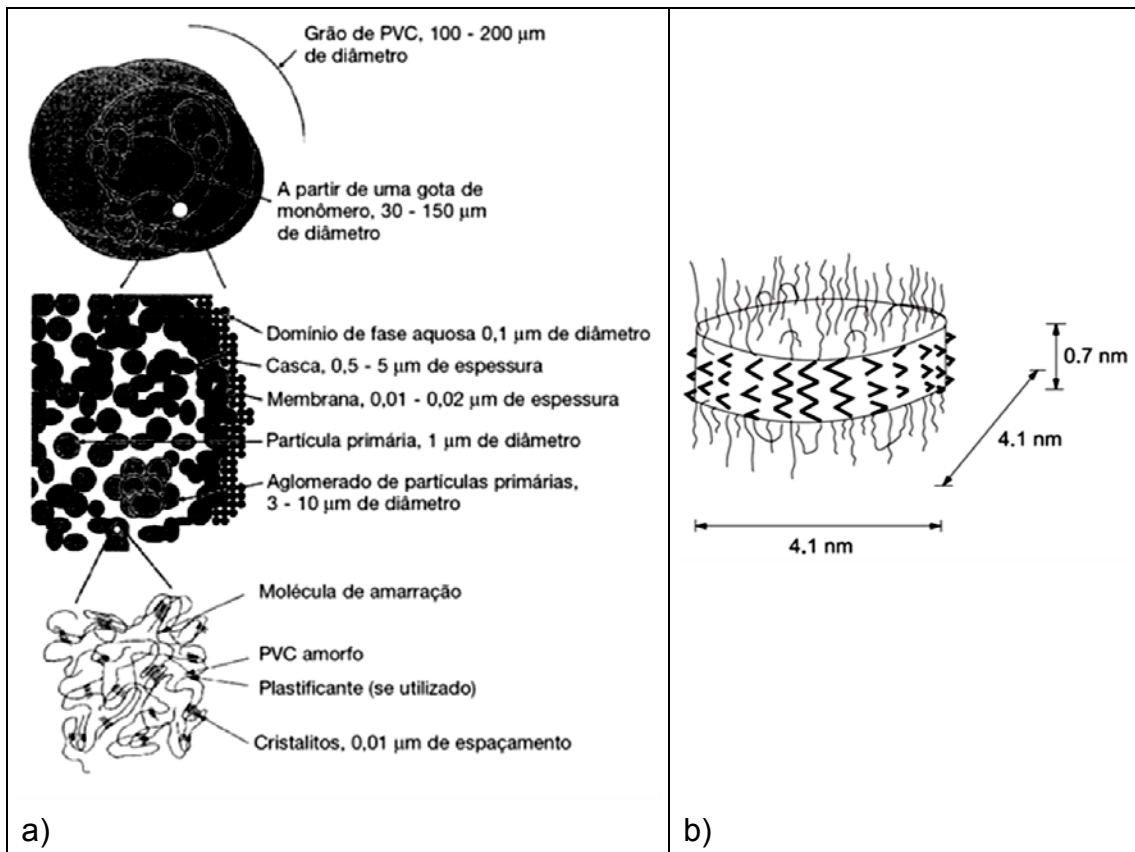 Grão de PVC, 100 - 200 µm
de diâmetro
A partir de uma gota de
monômero, 30 - 150 µm
de diâmetro
Domínio de fase aquosa 0,1 µm de diâmetro
Casca, 0,5 - 5 µm de espessura
Membrana, 0,01 - 0,02 µm de espessura
Partícula primária, 1 µm de diâmetro
Aglomerado de partículas primárias,
3 - 10 µm de diâmetro
Molécula de amarração
PVC amorfo
Plastificante (se utilizado)
Cristalitos, 0,01 µm de espaçamento
a)
0.7 nm
4.1 nm
4.1 nm
b)